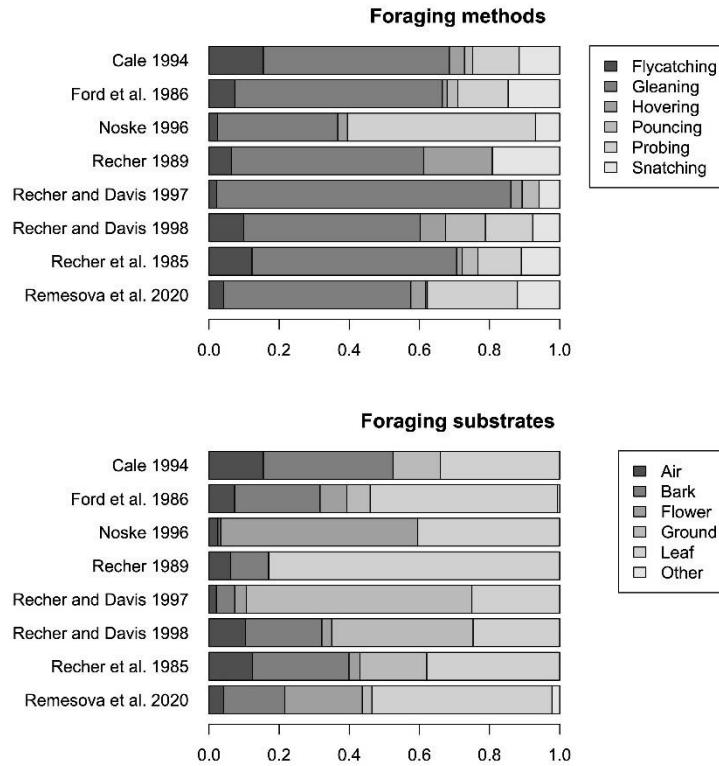 Foraging methods
Cale 1994
Ford et al. 1986
Noske 1996
Recher 1989
Recher and Davis 1997
Recher and Davis 1998
Recher et al. 1985
Remesova et al. 2020
0.0 0.2 0.4 0.6 0.8 1.0
Flycatching
Gleaning
Hovering
Pouncing
Probing
Snatching
Foraging substrates
Cale 1994
Ford et al. 1986
Noske 1996
Recher 1989
Recher and Davis 1997
Recher and Davis 1998
Recher et al. 1985
Remesova et al. 2020
0.0 0.2 0.4 0.6 0.8 1.0
Air
Bark
Flower
Ground
Leaf
Other